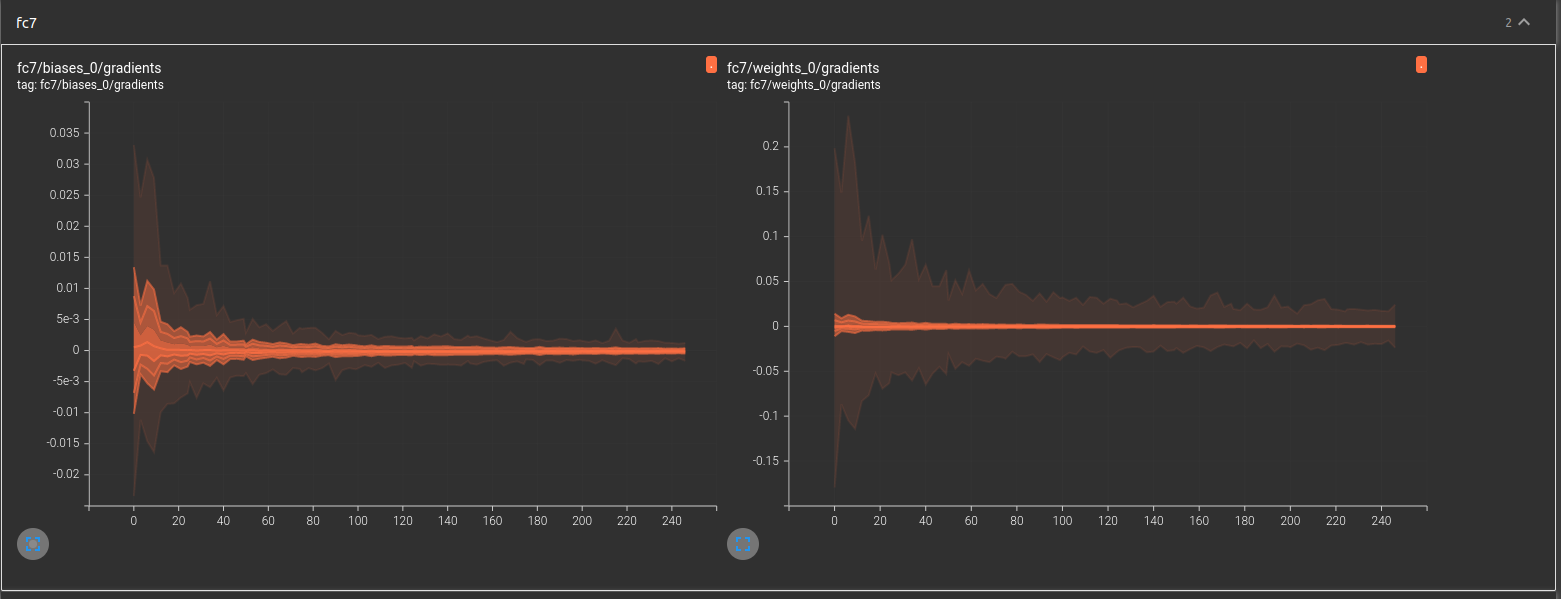 fc7
2
fc7/biases_0/gradients
tag: fc7/biases_0/gradients
.
0.035
0.03
0.025
0.02
0.015
0.01
5e-3
0
-5e-3
-0.01
-0.015
-0.02
0 20 40 60 80 100 120 140 160 180 200 220 240
fc7/weights_0/gradients
tag: fc7/weights_0/gradients
.
0.2
0.15
0.1
0.05
0
-0.05
-0.1
-0.15
0 20 40 60 80 100 120 140 160 180 200 220 240